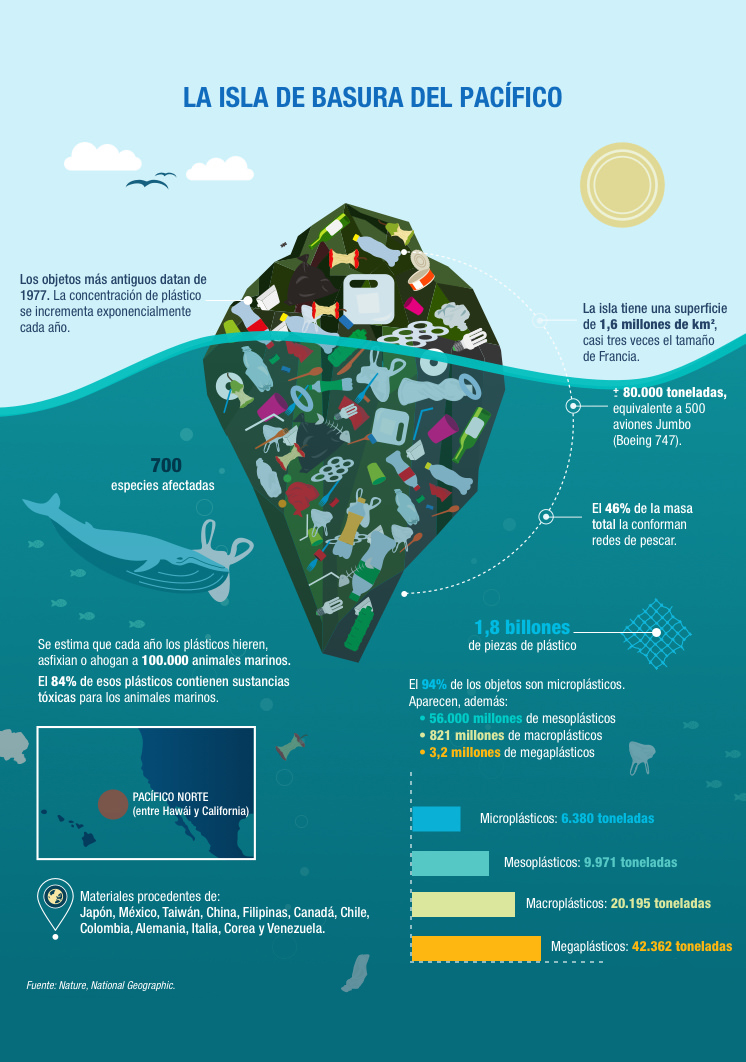 LA ISLA DE BASURA DEL PACÍFICO
Los objetos más antiguos datan de
1977. La concentración de plástico
se incrementa exponencialmente
cada año.
La isla tiene una superficie
de 1,6 millones de km²,
casi tres veces el tamaño
de Francia.
± 80.000 toneladas,
equivalente a 500
aviones Jumbo
(Boeing 747).
700
especies afectadas
El 46% de la masa
total la conforman
redes de pescar.
1,8 billones
de piezas de plástico
Se estima que cada año los plásticos hieren,
asfixian o ahogan a 100.000 animales marinos.
El 84% de esos plásticos contienen sustancias
tóxicas para los animales marinos.
El 94% de los objetos son microplásticos.
Aparecen, además:
• 56.000 millones de mesoplásticos
• 821 millones de macroplásticos
• 3,2 millones de megaplásticos
PACÍFICO NORTE
(entre Hawái y California)
Microplásticos: 6.380 toneladas
Mesoplásticos: 9.971 toneladas
Macroplásticos: 20.195 toneladas
Megaplásticos: 42.362 toneladas
Materiales procedentes de:
Japón, México, Taiwán, China, Filipinas, Canadá, Chile,
Colombia, Alemania, Italia, Corea y Venezuela.
Fuente: Nature, National Geographic.